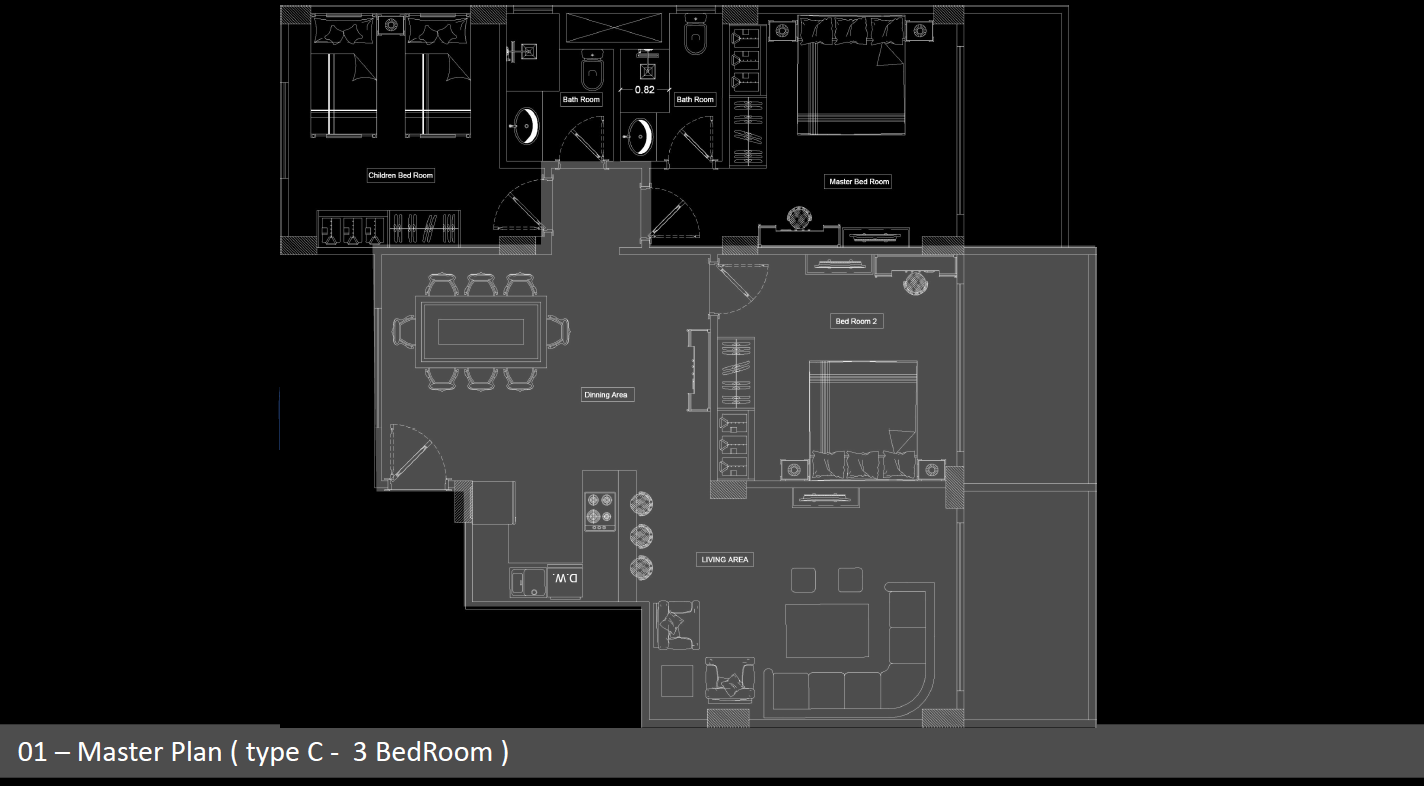 Bath Room
0.82
Bath Room
Children Bed Room
Master Bed Room
Bed Room 2
Dinning Area
LIVING AREA
D.W.
01 – Master Plan ( type C -  3 BedRoom )